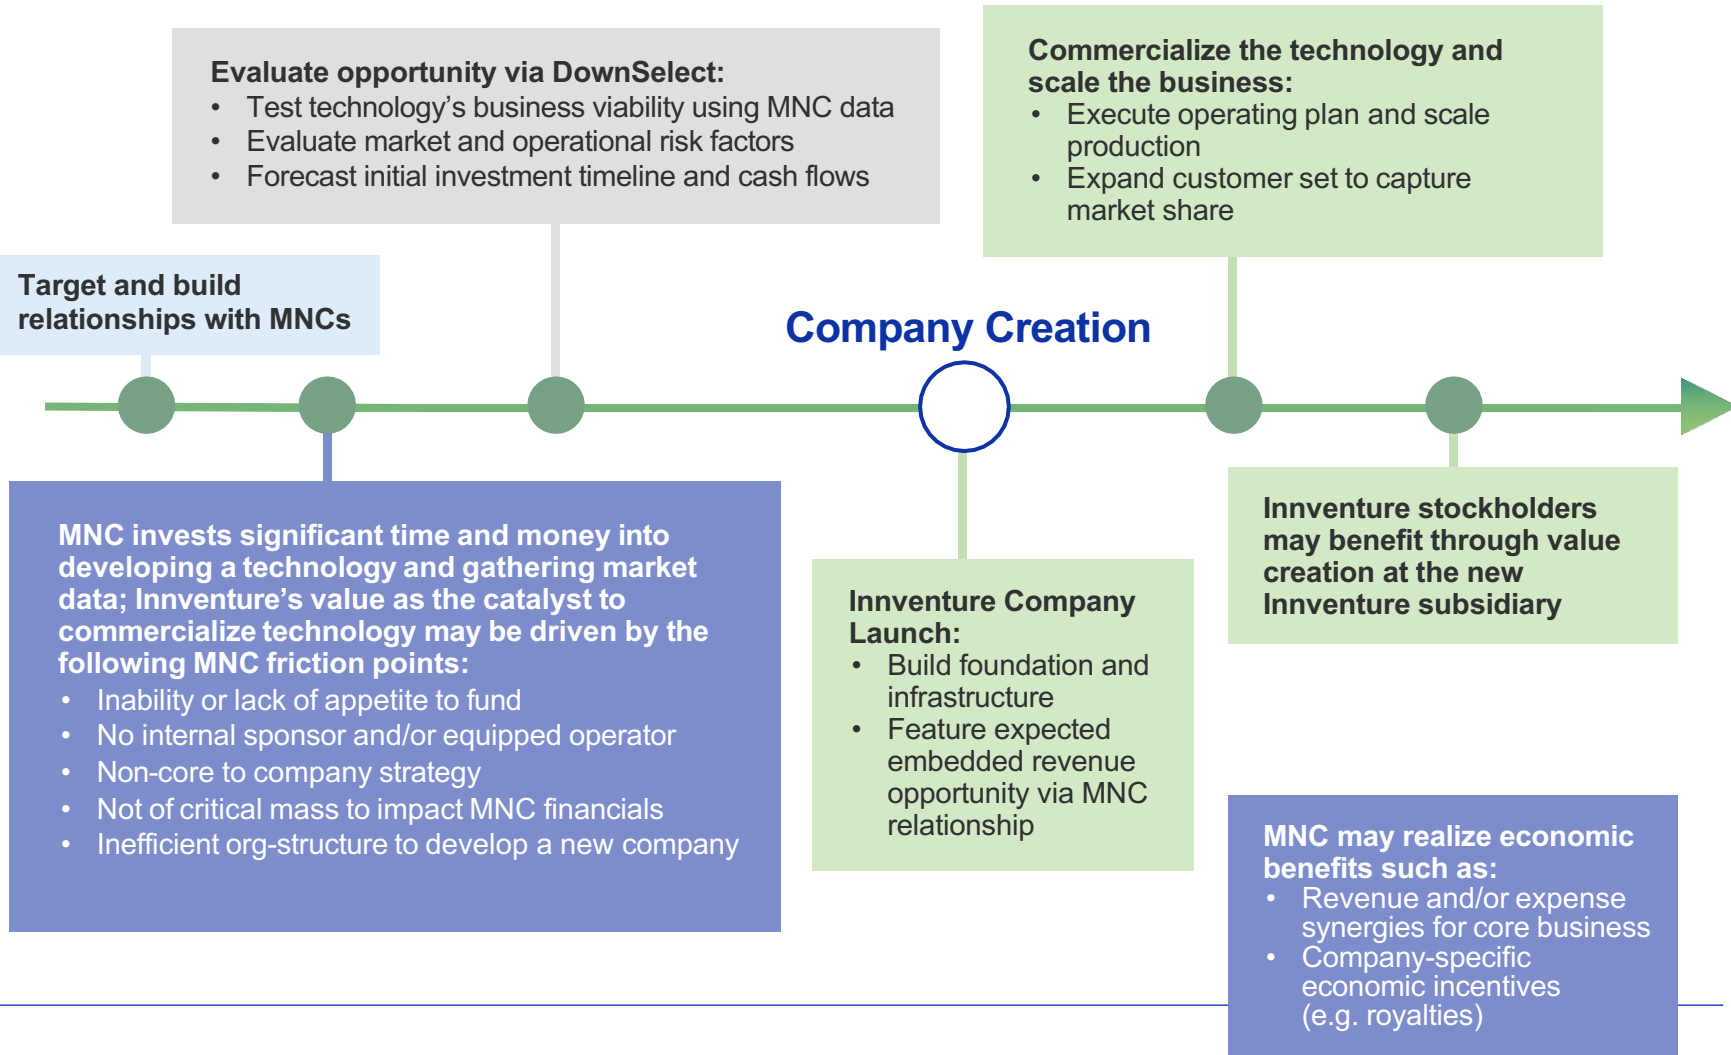 Evaluate opportunity via DownSelect:
• Test technology's business viability using MNC data
• Evaluate market and operational risk factors
• Forecast initial investment timeline and cash flows
Commercialize the technology and
scale the business:
• Execute operating plan and scale
production
• Expand customer set to capture
market share
Target and build
relationships with MNCs
Company Creation
MNC invests significant time and money into
developing a technology and gathering market
data; Innventure's value as the catalyst to
commercialize technology may be driven by the
following MNC friction points:
• Inability or lack of appetite to fund
• No internal sponsor and/or equipped operator
• Non-core to company strategy
• Not of critical mass to impact MNC financials
• Inefficient org-structure to develop a new company
Innventure Company
Launch:
• Build foundation and
infrastructure
• Feature expected
embedded revenue
opportunity via MNC
relationship
Innventure stockholders
may benefit through value
creation at the new
Innventure subsidiary
MNC may realize economic
benefits such as:
• Revenue and/or expense
synergies for core business
• Company-specific
economic incentives
(e.g. royalties)